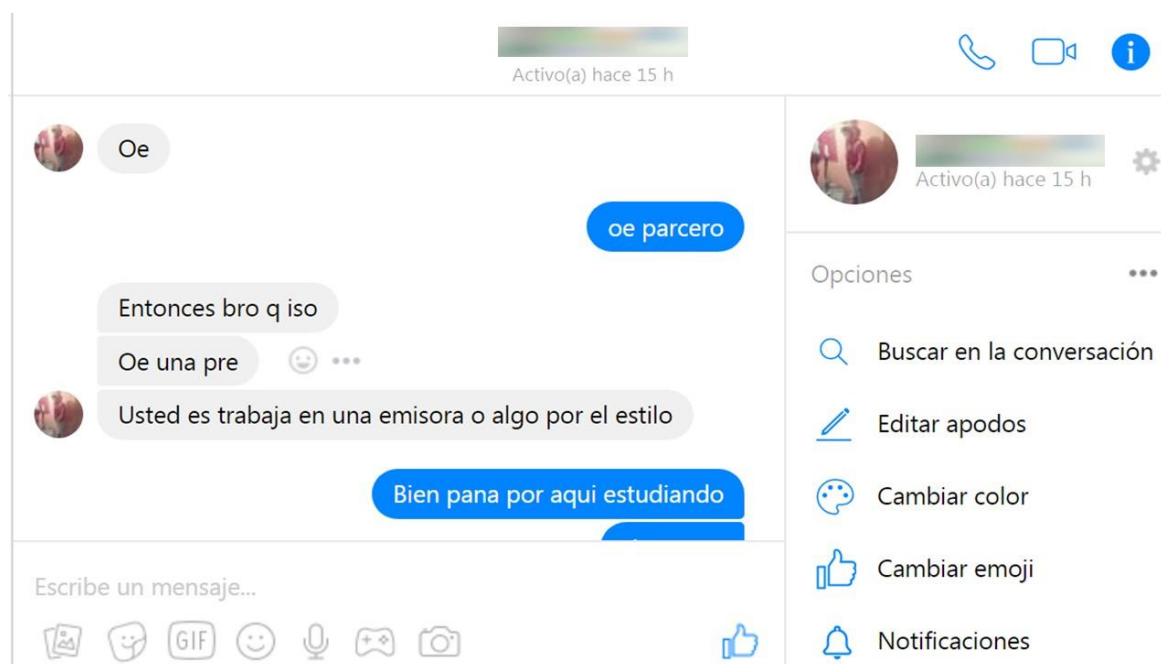 Activo(a) hace 15 h
i
Oe
oe parcero
Entonces bro q iso
Oe una pre
Usted es trabaja en una emisora o algo por el estilo
Bien pana por aqui estudiando
Escribe un mensaje...
GIF
Activo(a) hace 15 h
Opciones
Buscar en la conversación
Editar apodos
Cambiar color
Cambiar emoji
Notificaciones